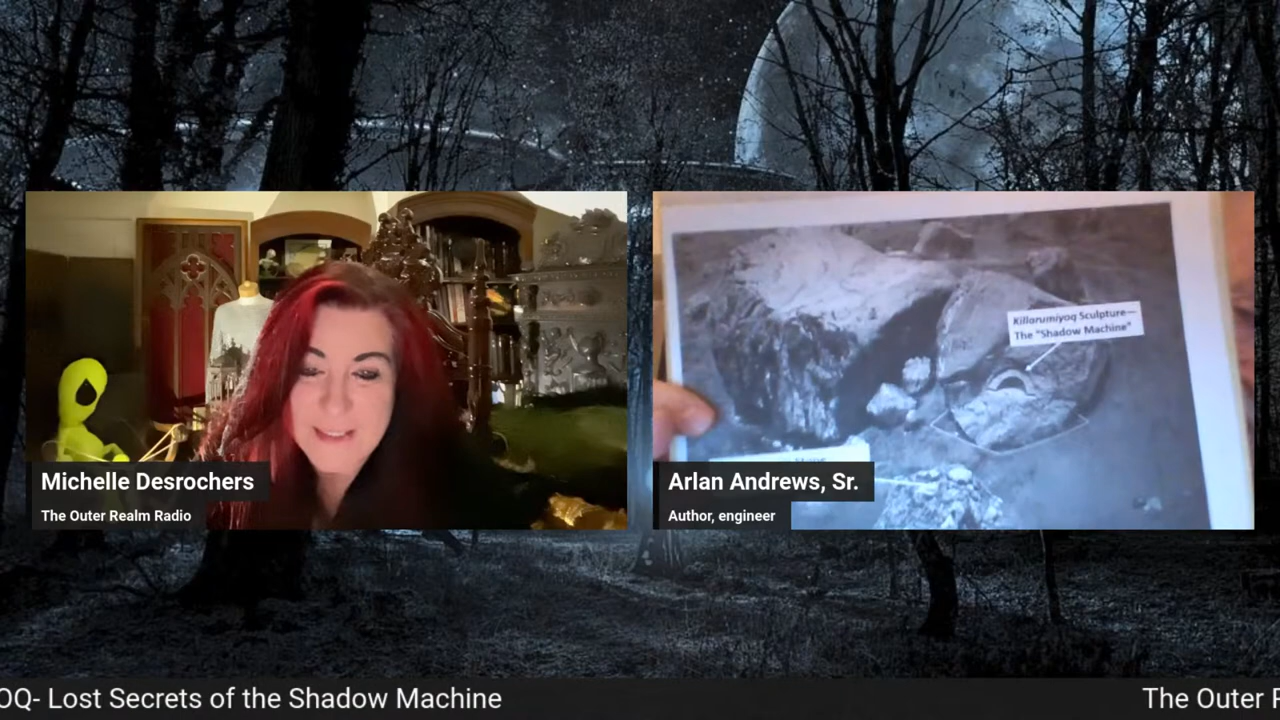 Killarumiyoq Sculpture—
The "Shadow Machine"
Michelle Desrochers
The Outer Realm Radio
Arlan Andrews, Sr.
Author, engineer
OQ- Lost Secrets of the Shadow Machine
The Outer